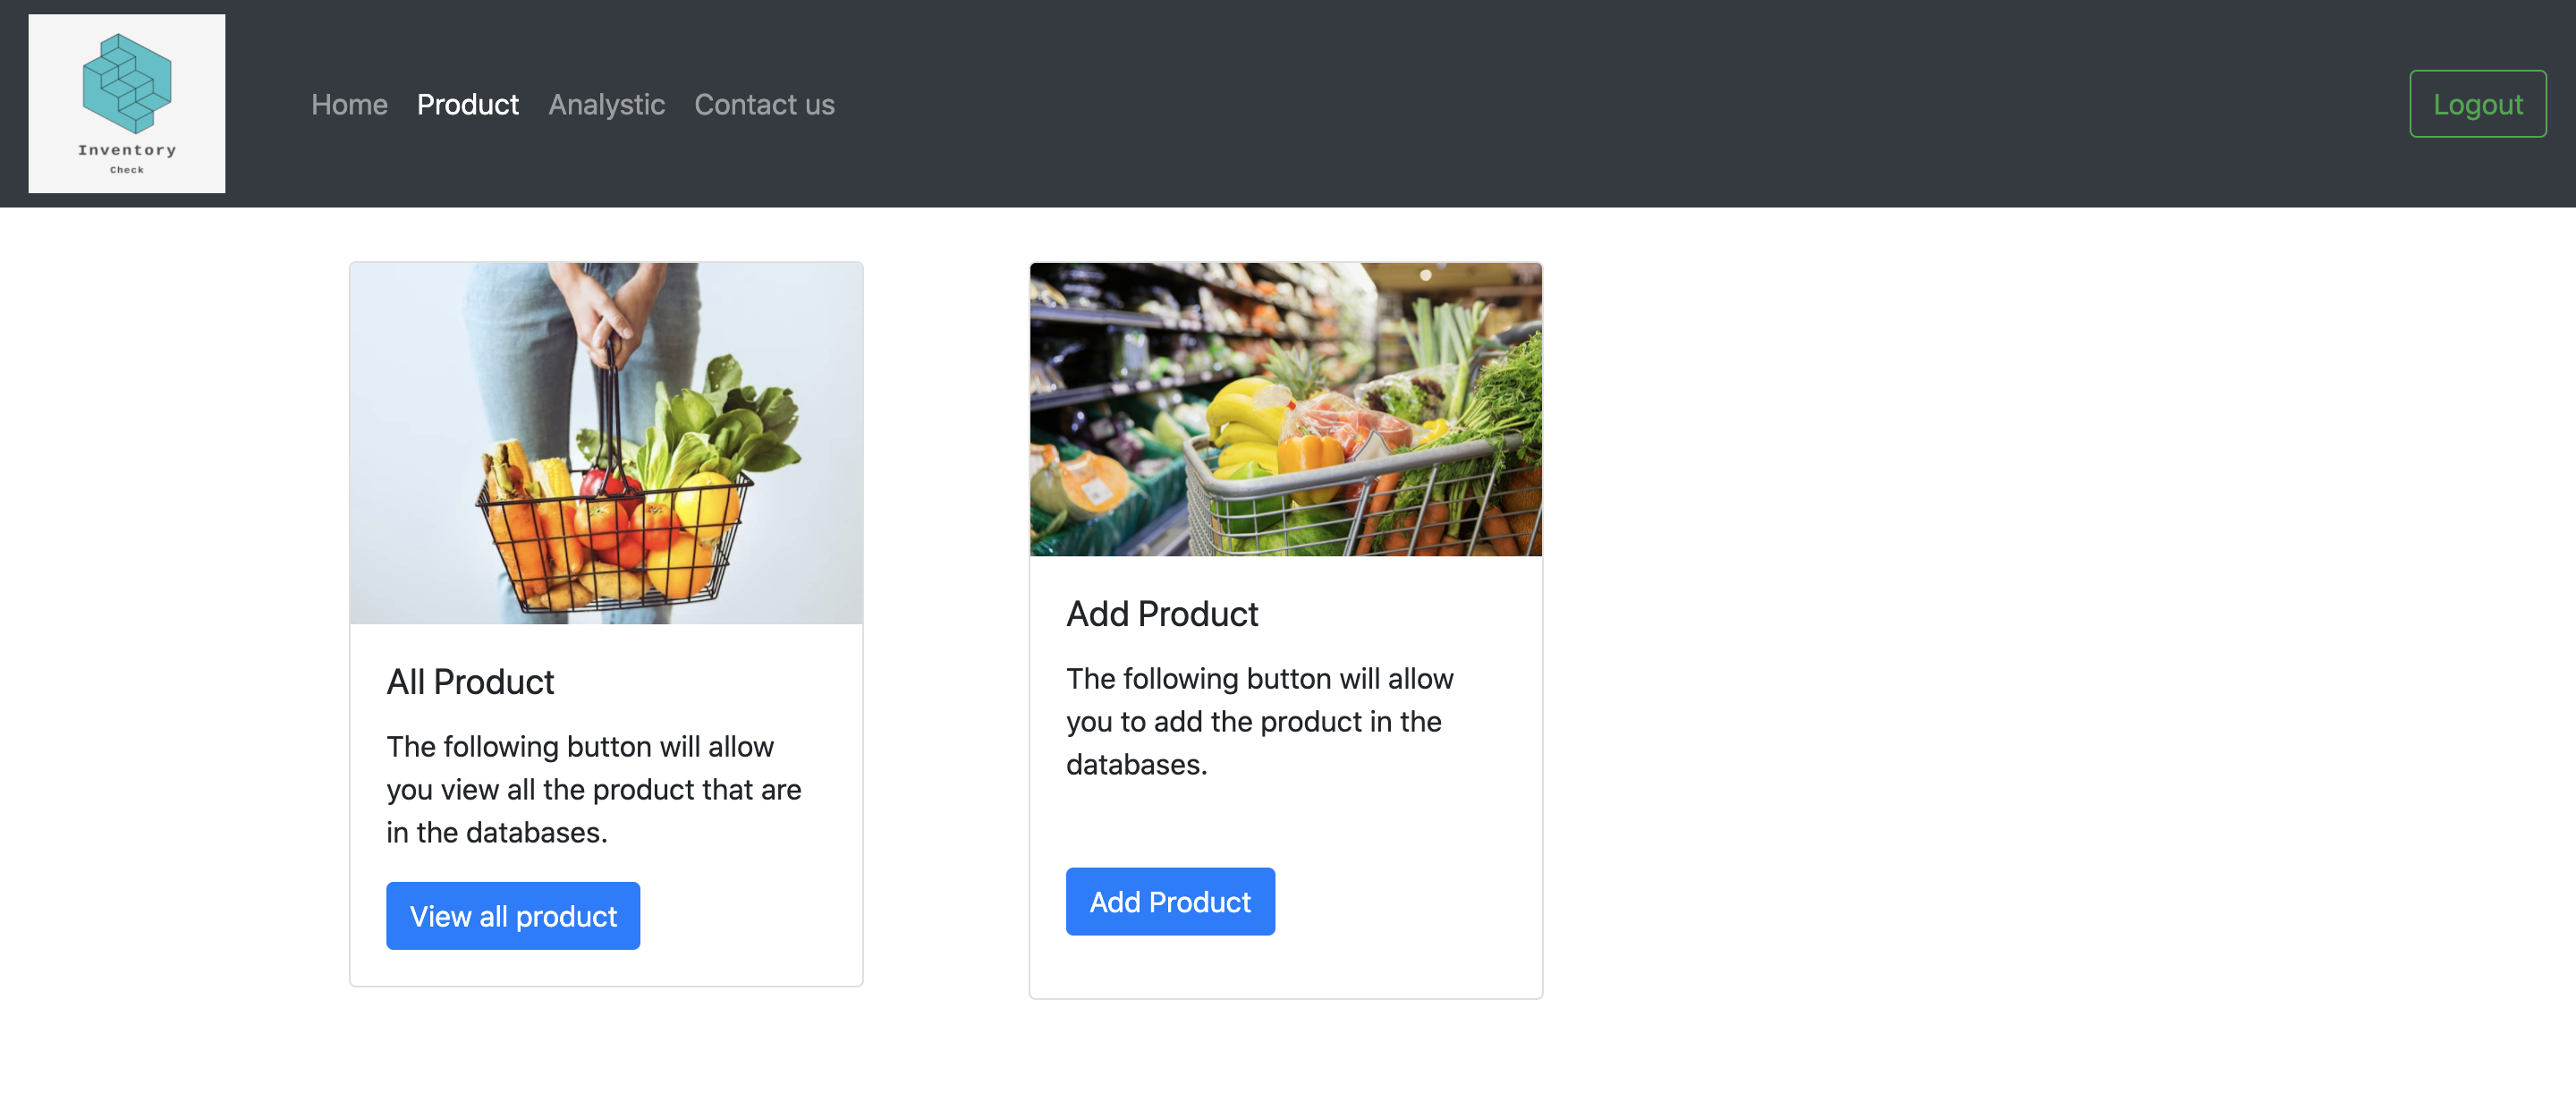 Inventory
Check
Home Product Analystic Contact us
Logout
All Product
The following button will allow
you view all the product that are
in the databases.
View all product
Add Product
The following button will allow
you to add the product in the
databases.
Add Product